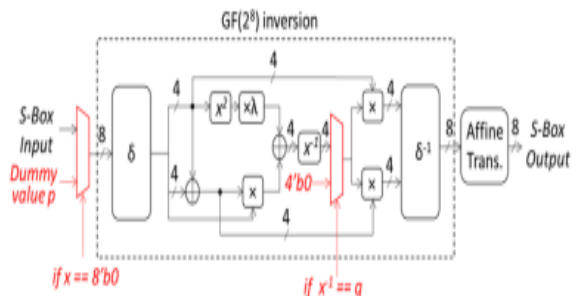 GF(2⁸) inversion
4
4
4
S-Box
Input
8
δ
x²
×λ
4
x⁻¹
4
×
δ⁻¹
8
Affine
Trans.
8
S-Box
Output
Dummy
value p
4
×
4'b0
×
4
4
if x == 8'b0
if x⁻¹ == q